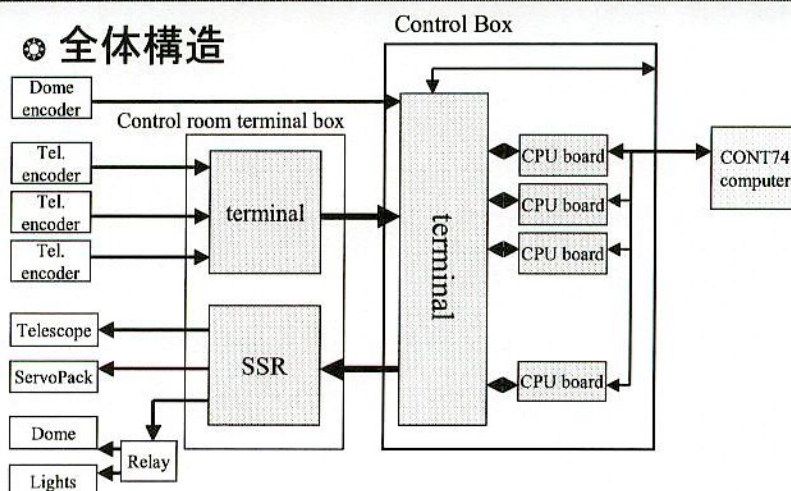 全体構造
Control Box
Dome
encoder
Control room terminal box
Tel.
encoder
Tel.
encoder
Tel.
encoder
terminal
terminal
CPU board
CPU board
CPU board
CPU board
CONT74
computer
Telescope
ServoPack
SSR
Dome
Lights
Relay